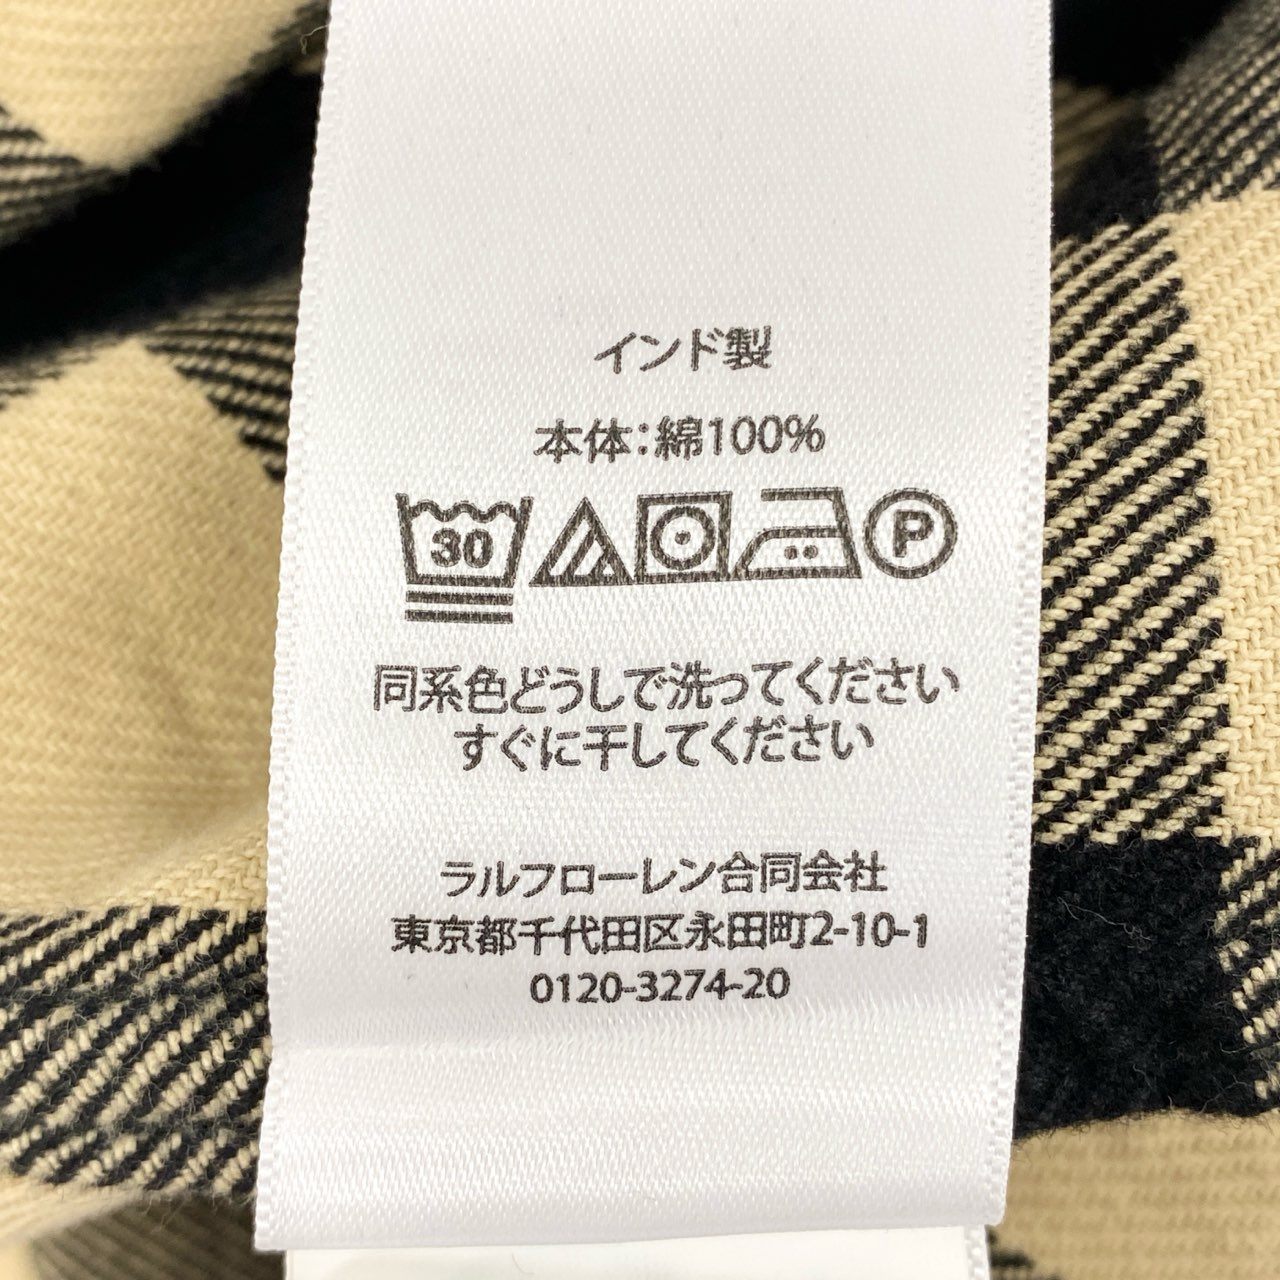 インド製
本体:綿100%
30
P
同系色どうしで洗ってください
すぐに干してください
ラルフローレン合同会社
東京都千代田区永田町2-10-1
0120-3274-20